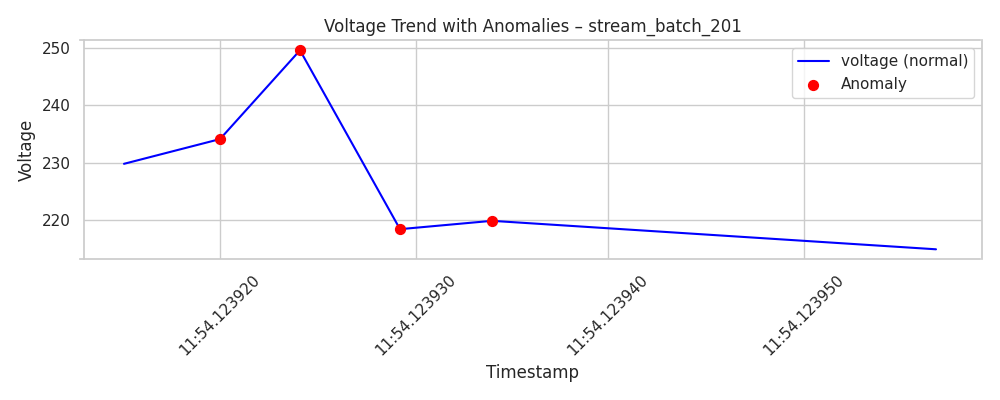 Voltage Trend with Anomalies – stream_batch_201
voltage (normal)
Anomaly
Voltage
250
240
230
220
11:54.123920
11:54.123930
11:54.123940
11:54.123950
Timestamp